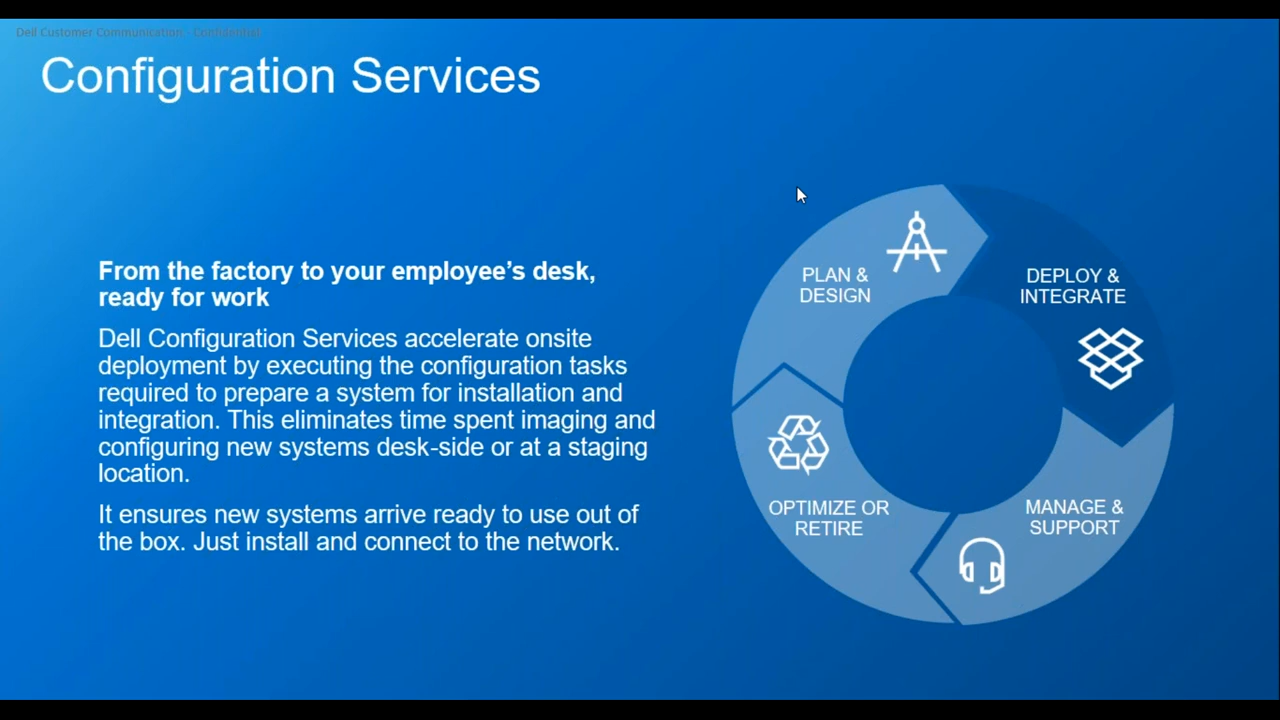 Dell Customer Communication - Confidential
Configuration Services
From the factory to your employee’s desk,
ready for work
Dell Configuration Services accelerate onsite
deployment by executing the configuration tasks
required to prepare a system for installation and
integration. This eliminates time spent imaging and
configuring new systems desk-side or at a staging
location.
It ensures new systems arrive ready to use out of
the box. Just install and connect to the network.
PLAN &
DESIGN
DEPLOY &
INTEGRATE
OPTIMIZE OR
RETIRE
MANAGE &
SUPPORT